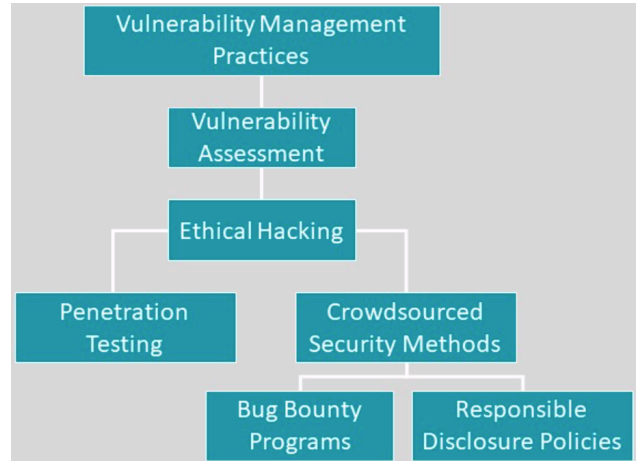 Vulnerability Management
Practices
Vulnerability
Assessment
Ethical Hacking
Penetration
Testing
Crowdsourced
Security Methods
Bug Bounty
Programs
Responsible
Disclosure Policies